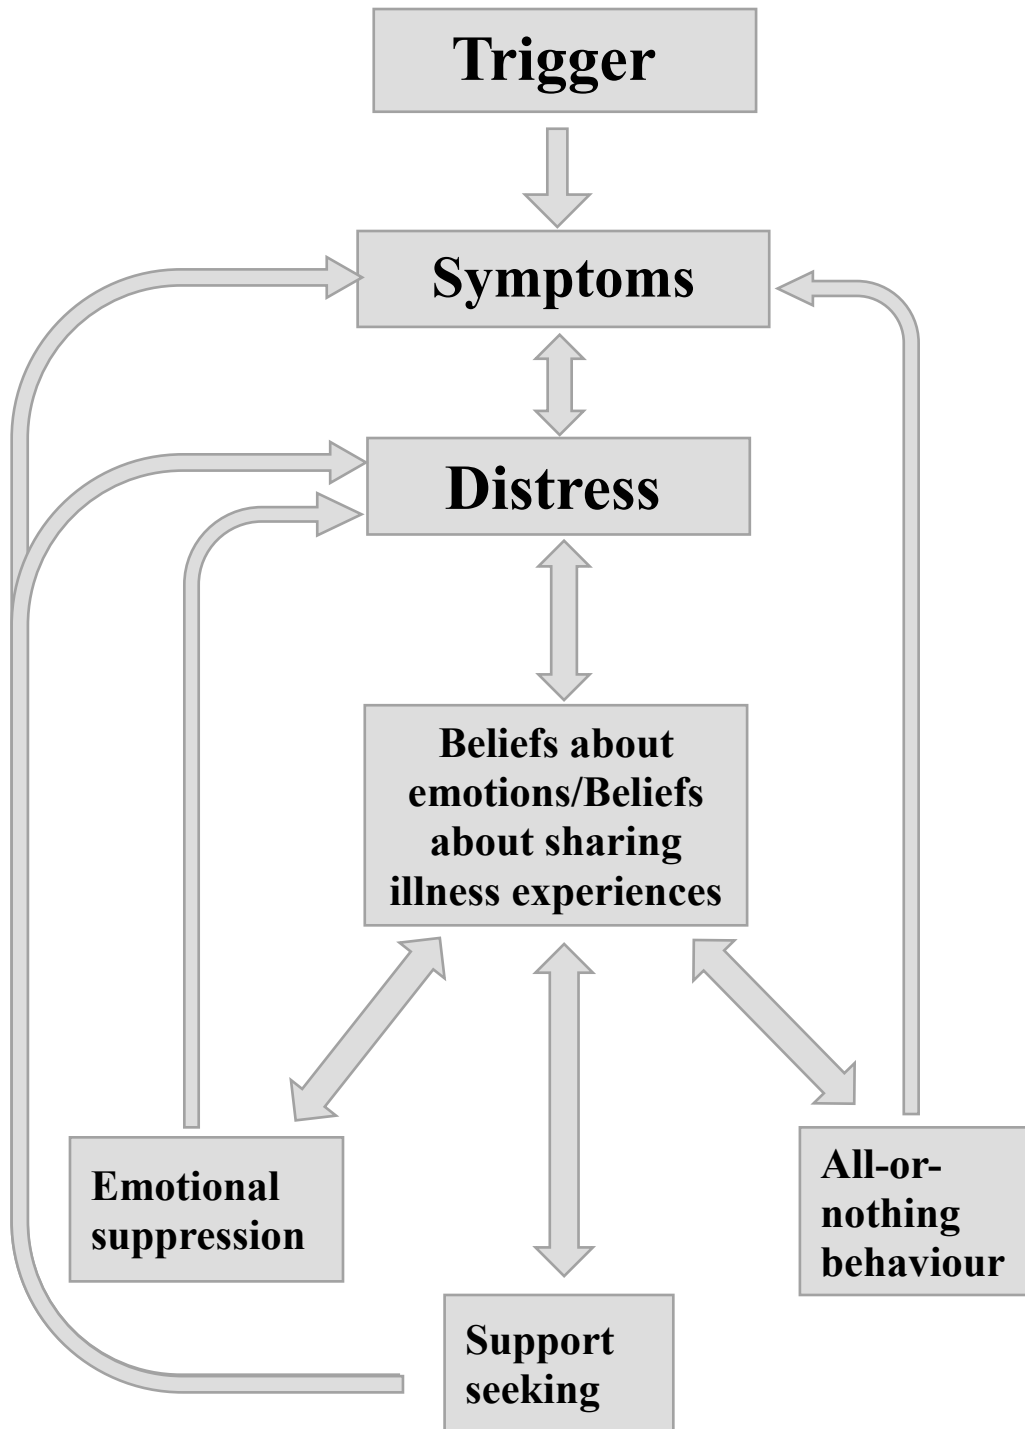 Trigger
Symptoms
Distress
Beliefs about
emotions/Beliefs
about sharing
illness experiences
Emotional
suppression
Support
seeking
All-or-
nothing
behaviour